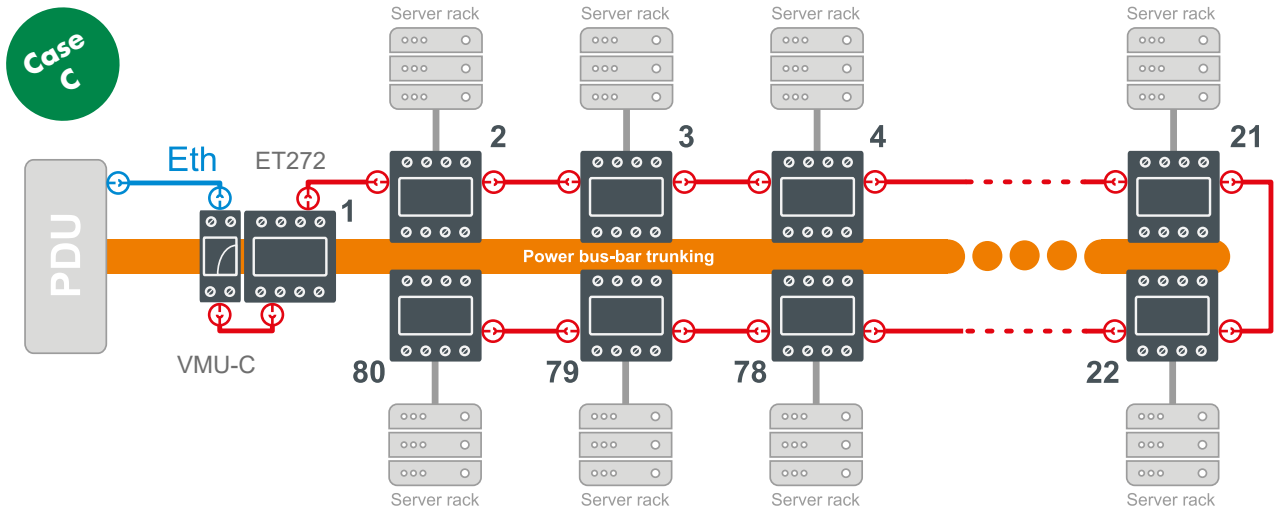 Case
C
Server rack
Server rack
Server rack
Server rack
2
3
4
21
Eth
ET272
1
PDU
Power bus-bar trunking
VMU-C
80
79
78
22
Server rack
Server rack
Server rack
Server rack